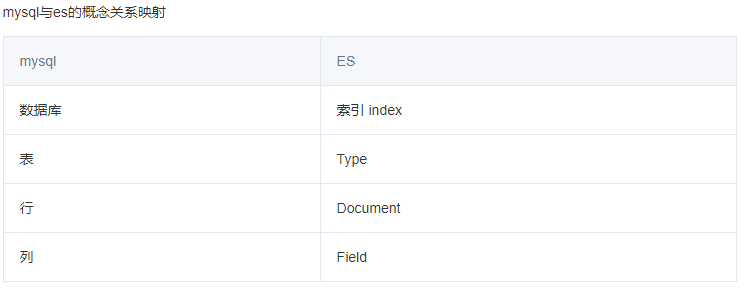 mysql与es的概念关系映射
mysql ES
数据库 索引 index
表 Type
行 Document
列 Field